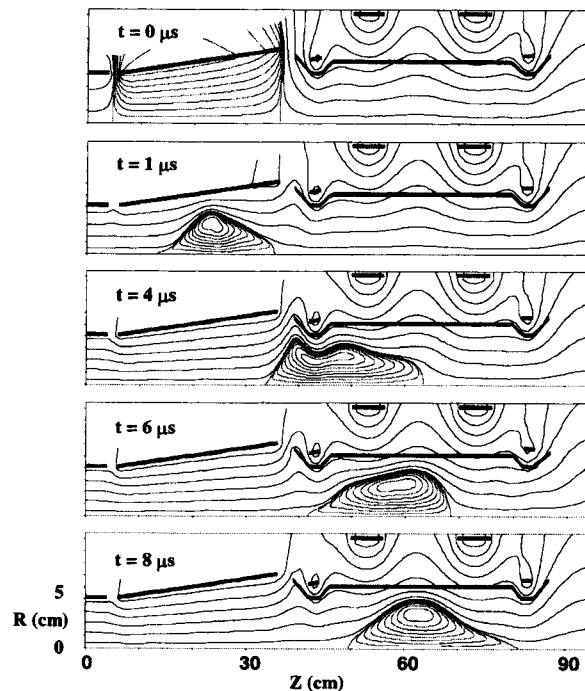 t = 0 μs
t = 1 μs
t = 4 μs
t = 6 μs
t = 8 μs
5
R (cm)
0
0 30 60 90
Z (cm)